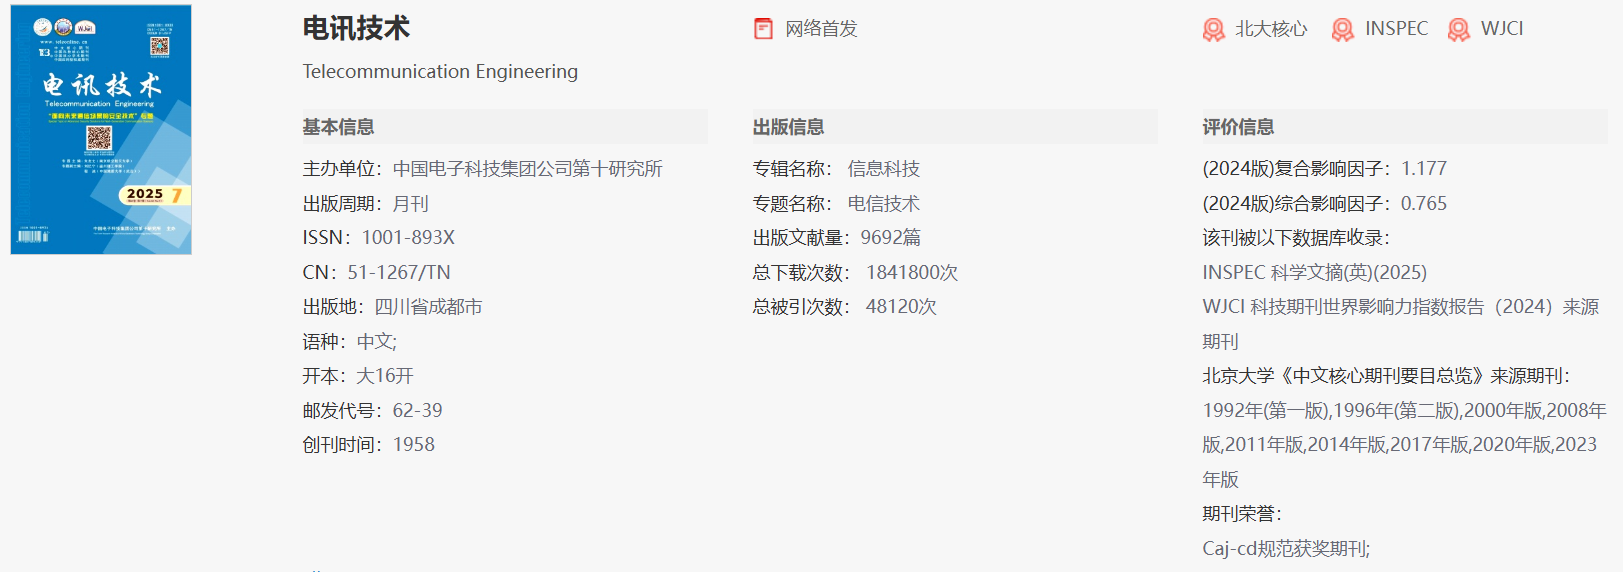 电讯技术
Telecommunication Engineering
网络首发
北大核心
INSPEC
WJCI
基本信息
主办单位：中国电子科技集团公司第十研究所
出版周期：月刊
ISSN：1001-893X
CN：51-1267/TN
出版地：四川省成都市
语种：中文;
开本：大16开
邮发代号：62-39
创刊时间：1958
出版信息
专辑名称： 信息科技
专题名称： 电信技术
出版文献量：9692篇
总下载次数： 1841800次
总被引次数： 48120次
评价信息
(2024版)复合影响因子：1.177
(2024版)综合影响因子：0.765
该刊被以下数据库收录：
INSPEC 科学文摘(英)(2025)
WJCI 科技期刊世界影响力指数报告（2024）来源
期刊
北京大学《中文核心期刊要目总览》来源期刊：
1992年(第一版),1996年(第二版),2000年版,2008年
版,2011年版,2014年版,2017年版,2020年版,2023
年版
期刊荣誉：
Caj-cd规范获奖期刊;
WJCI
电讯技术
Telecommunication Engineering
2025 7